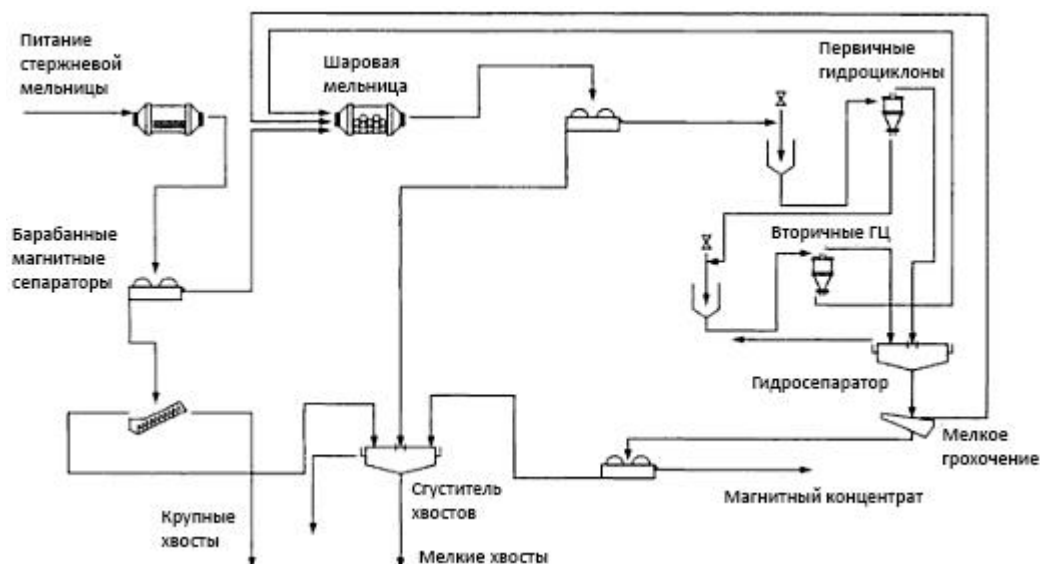 Питание
стержневой
мельницы
Шаровая
мельница
Первичные
гидроциклоны
Барабанные
магнитные
сепараторы
Вторичные ГЦ
Гидросепаратор
Мелкое
грохочение
Сгуститель
хвостов
Магнитный концентрат
Крупные
хвосты
Мелкие хвосты